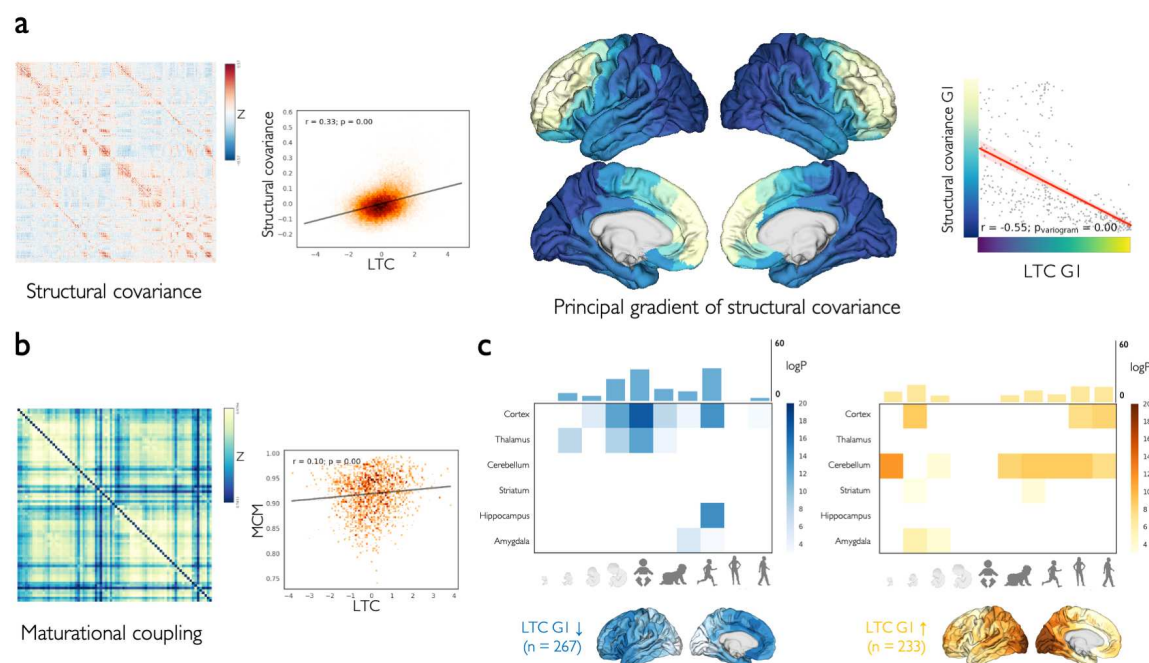 a
Z
Structural covariance
r = 0.33; p = 0.00
Structural covariance
0.6
0.5
0.4
0.3
0.2
0.1
0.0
-0.1
-0.2
−4
−2
0
2
4
LTC
Principal gradient of structural covariance
Structural covariance G1
r = -0.55; pvariogram = 0.00
LTC G1
b
Z
Maturational coupling
r = 0.10; p = 0.00
MCM
1.00
0.95
0.90
0.85
0.80
0.75
−4
−3
−2
−1
0
1
2
3
4
LTC
c
60
logP
0
20
18
16
14
12
10
8
6
4
Cortex
Thalamus
Cerebellum
Striatum
Hippocampus
Amygdala
LTC G1 ↓
(n = 267)
60
logP
0
20
18
16
14
12
10
8
6
4
Cortex
Thalamus
Cerebellum
Striatum
Hippocampus
Amygdala
LTC G1 ↑
(n = 233)